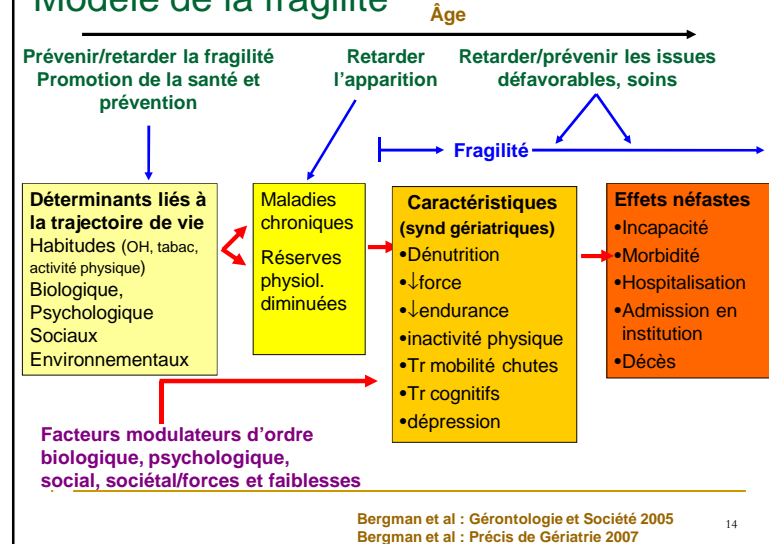 Modèle de la fragilité
Âge
Prévenir/retarder la fragilité
Promotion de la santé et
prévention
Retarder
l'apparition
Retarder/prévenir les issues
défavorables, soins
Fragilité
Déterminants liés à
la trajectoire de vie
Habitudes (OH, tabac,
activité physique)
Biologique,
Psychologique
Sociaux
Environnementaux
Maladies
chroniques
Réserves
physiol.
diminuées
Caractéristiques
(synd gériatriques)
•Dénutrition
•↓force
•↓endurance
•inactivité physique
•Tr mobilité chutes
•Tr cognitifs
•dépression
Effets néfastes
•Incapacité
•Morbidité
•Hospitalisation
•Admission en
institution
•Décès
Facteurs modulateurs d'ordre
biologique, psychologique,
social, sociétal/forces et faiblesses
Bergman et al : Gérontologie et Société 2005
Bergman et al : Précis de Gériatrie 2007
14